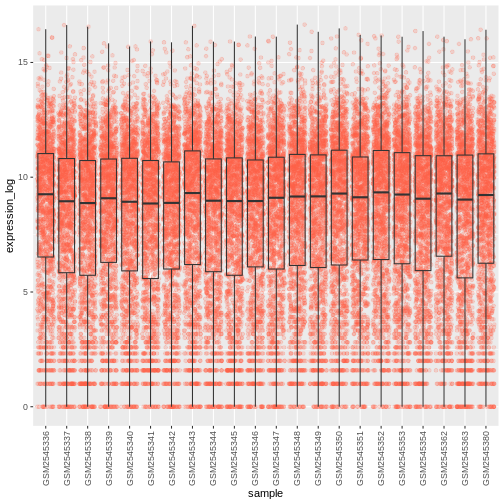 expression_log
15
10
5
0
GSM2545336
GSM2545337
GSM2545338
GSM2545339
GSM2545340
GSM2545341
GSM2545342
GSM2545343
GSM2545344
GSM2545345
GSM2545346
GSM2545347
GSM2545348
GSM2545349
GSM2545350
GSM2545351
GSM2545352
GSM2545353
GSM2545354
GSM2545362
GSM2545363
GSM2545380
sample